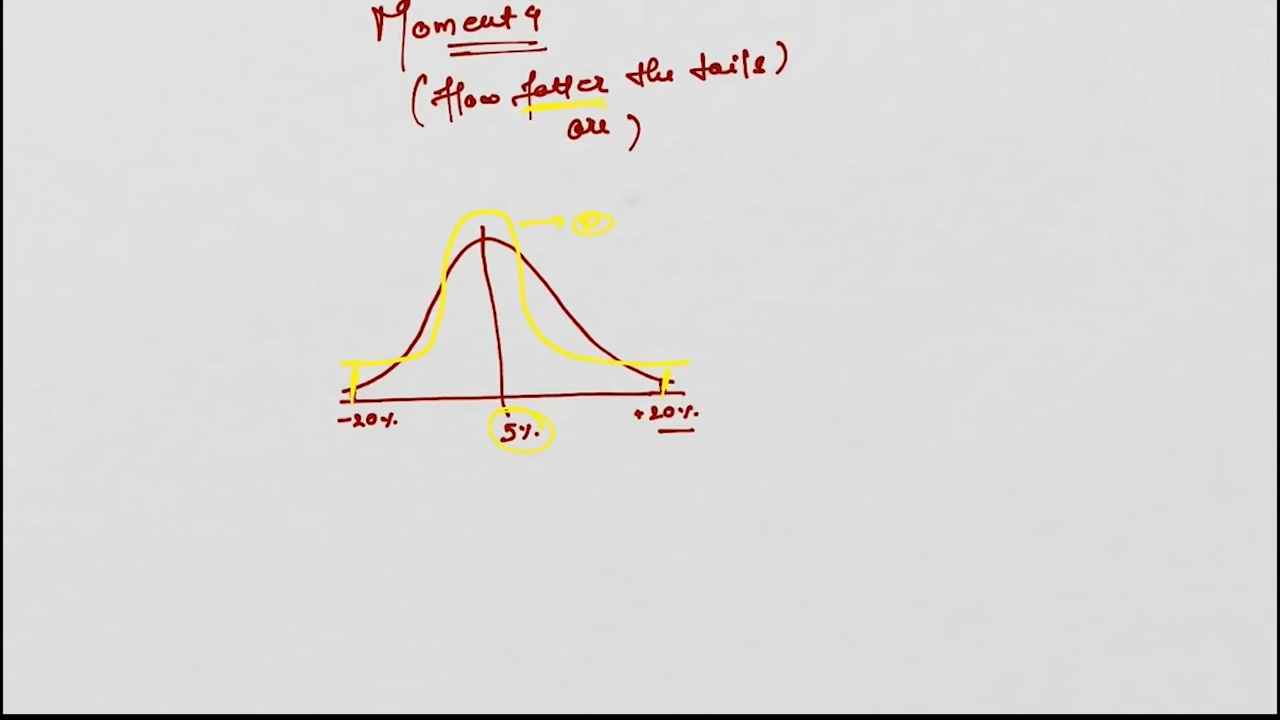 Moment 4
(How fatter the tails
are)
-20%. 5%. +20%.